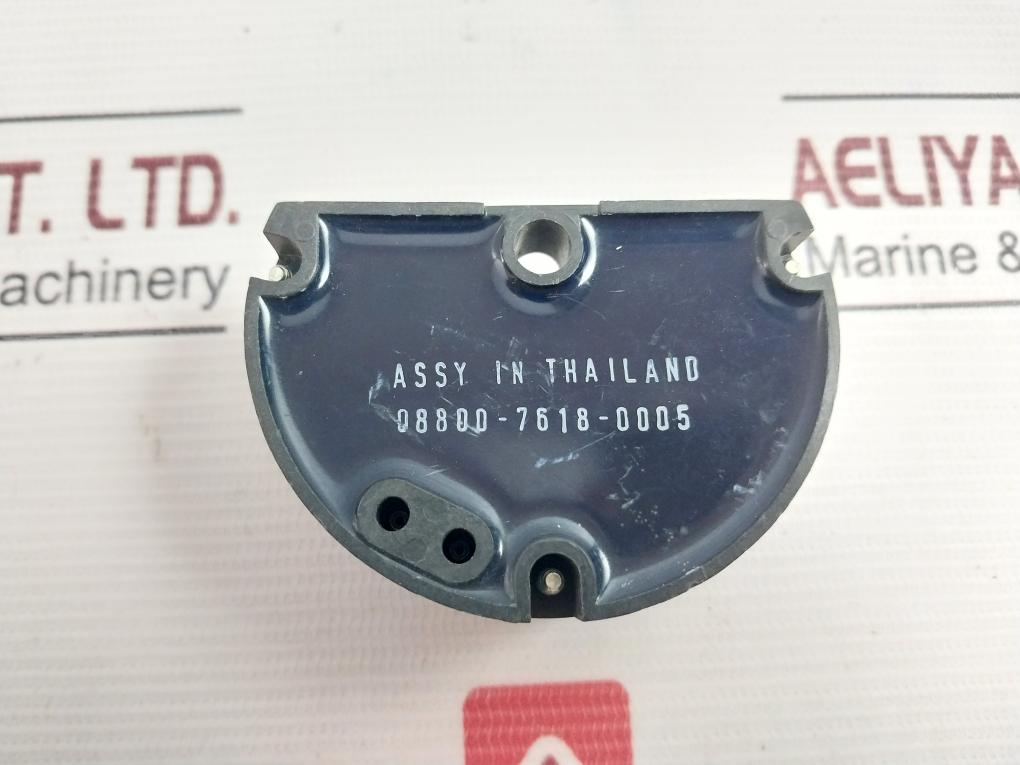 T. LTD.
achinery
AELIYA
Marine &
ASSY IN THAILAND
08800-7618-0005